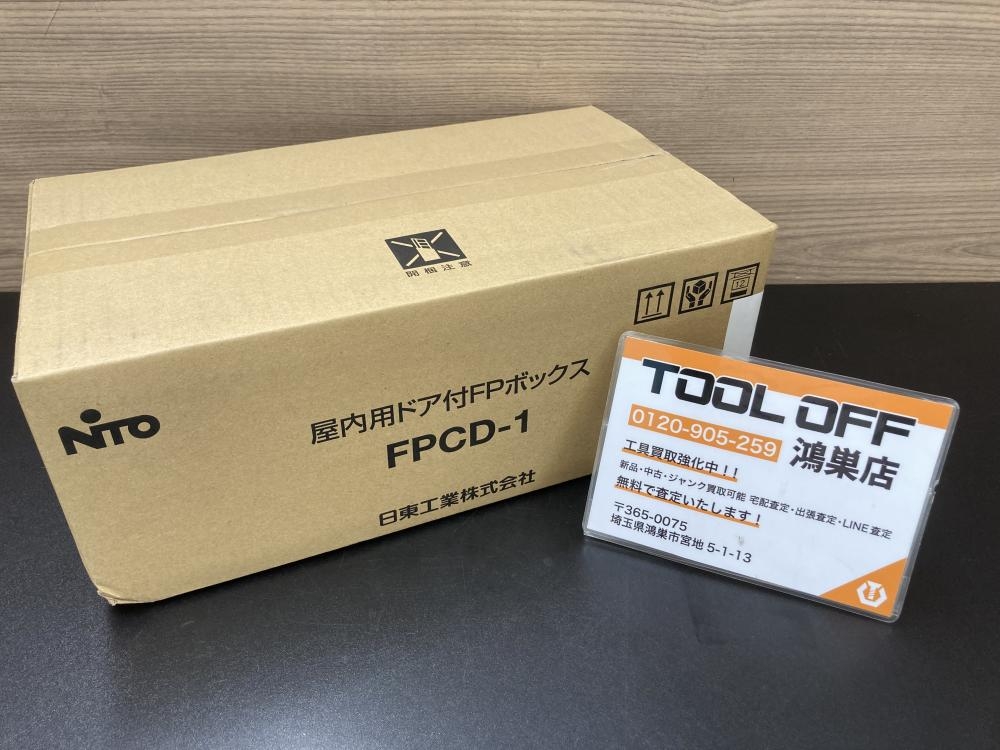 開梱注意
12
NITO
屋内用ドア付FPボックス
FPCD-1
日東工業株式会社
TOOL OFF
0120-905-259 鴻巣店
工具買取強化中!!
新品・中古・ジャンク買取可能 宅配査定・出張査定・LINE査定
無料で査定いたします!
〒365-0075
埼玉県鴻巣市宮地 5-1-13